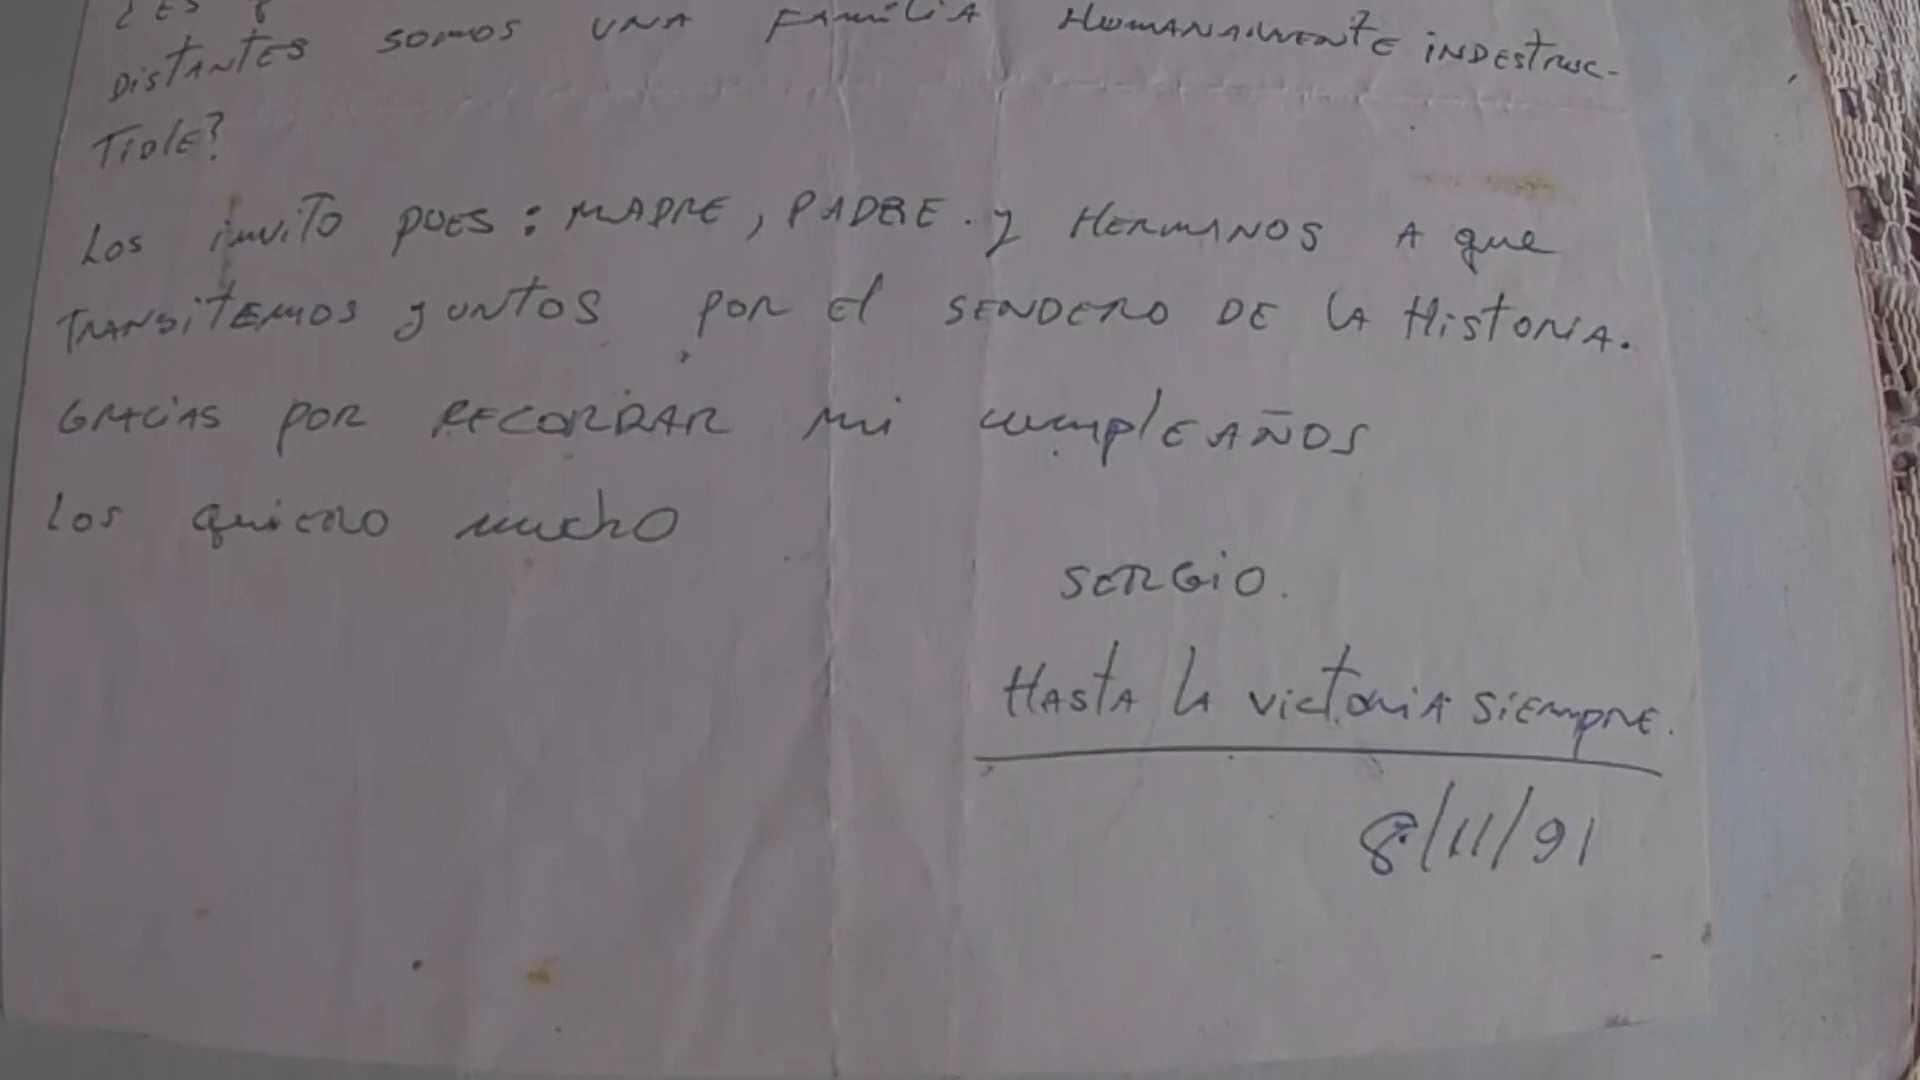 ¿ES
DISTANTES SOMOS UNA FAMILIA HUMANAMENTE INDESTRUC-
TIBLE?
LOS invito PUES: MADRE, PADRE. y HERMANOS A que
TRANSITEMOS JUNTOS POR El SENDERO DE LA HistORIA.
GRACIAS POR RECORDAR mi cumpleAÑOS
Los quiero mucho
SERGiO.
HASTA LA VictoriA SiEMPRE.
8/11/91